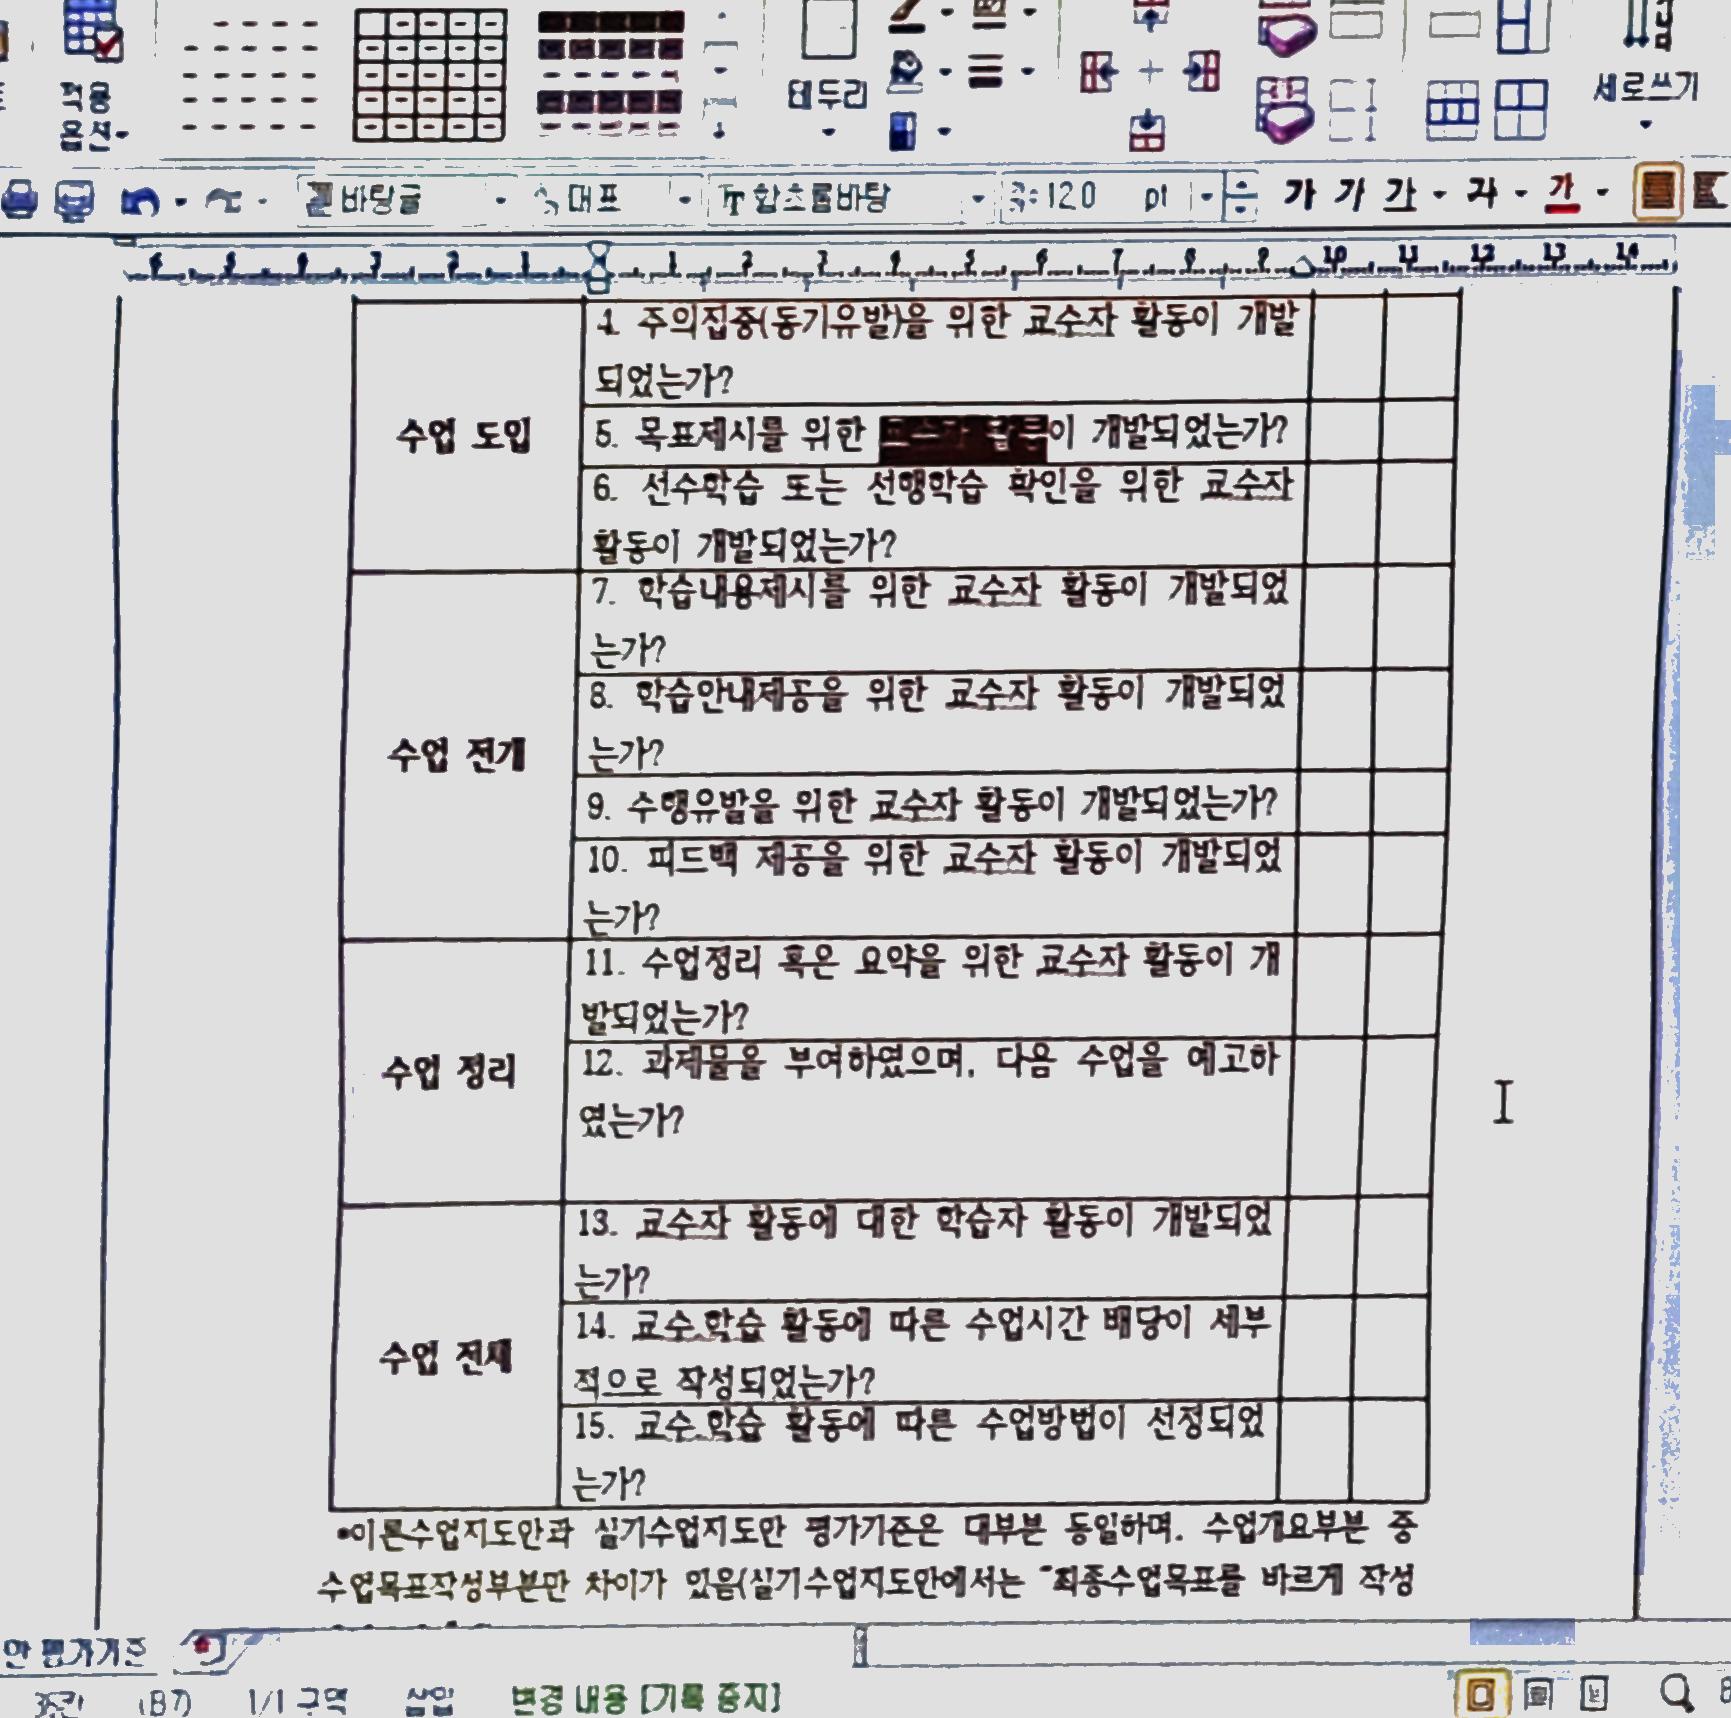 적용
옵션
테두리
세로쓰기
바탕글
대표
함초롬바탕
12.0 pt
가 가 가 가 가
1 2 3 4 5 6 7 8 9 10 11 12 13 14
4. 주의집중(동기유발)을 위한 교수자 활동이 개발
되었는가?
수업 도입
5. 목표제시를 위한 교수자 활동이 개발되었는가?
6. 선수학습 또는 선행학습 확인을 위한 교수자
활동이 개발되었는가?
7. 학습내용제시를 위한 교수자 활동이 개발되었
는가?
8. 학습안내제공을 위한 교수자 활동이 개발되었
수업 전개
는가?
9. 수행유발을 위한 교수자 활동이 개발되었는가?
10. 피드백 제공을 위한 교수자 활동이 개발되었
는가?
11. 수업정리 혹은 요약을 위한 교수자 활동이 개
발되었는가?
수업 정리
12. 과제물을 부여하였으며, 다음 수업을 예고하
였는가?
13. 교수자 활동에 대한 학습자 활동이 개발되었
는가?
14. 교수.학습 활동에 따른 수업시간 배당이 세부
적으로 작성되었는가?
수업 전체
15. 교수.학습 활동에 따른 수업방법이 선정되었
는가?
•이론수업지도안과 실기수업지도안 평가기준은 대부분 동일하며, 수업개요부분 중
수업목표작성부분만 차이가 있음(실기수업지도안에서는 "최종수업목표를 바르게 작성
안 평가기준
(B7)
1/1 구역
삽입
변경 내용 [기록 중지]